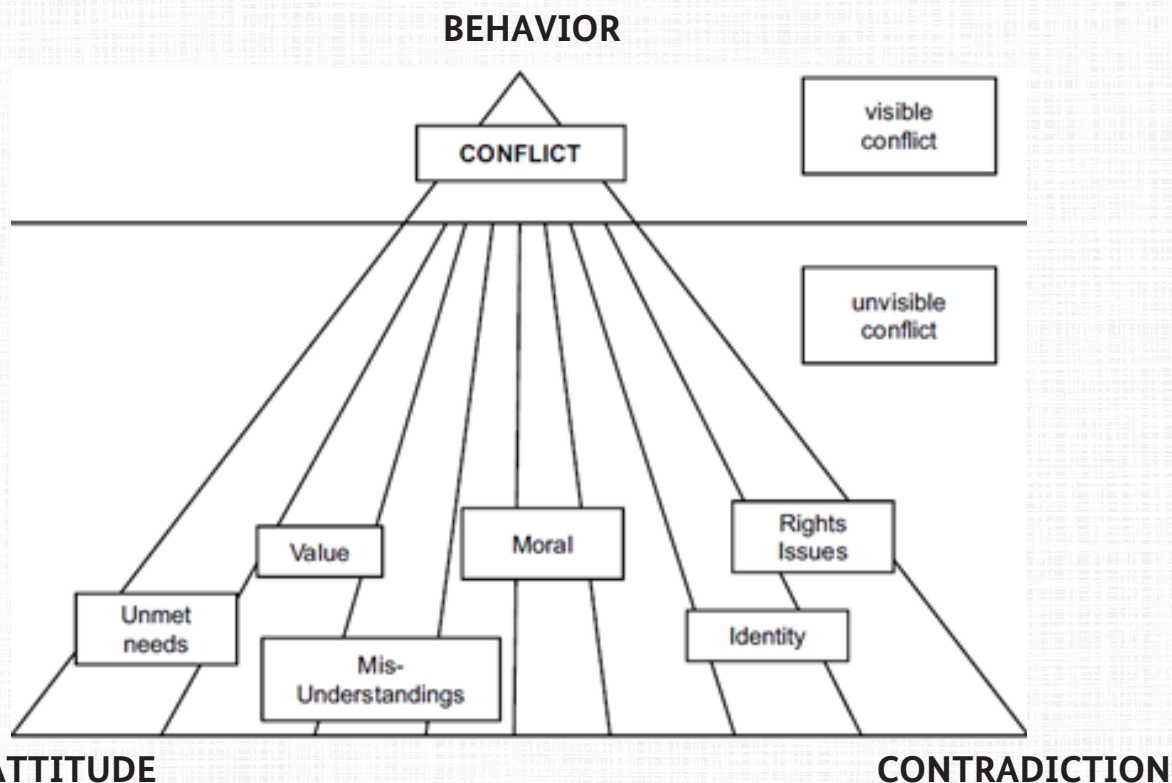 BEHAVIOR
visible
conflict
CONFLICT
unvisible
conflict
Rights
Issues
Moral
Value
Unmet
needs
Identity
Mis-
Understandings
ATTITUDE
CONTRADICTION